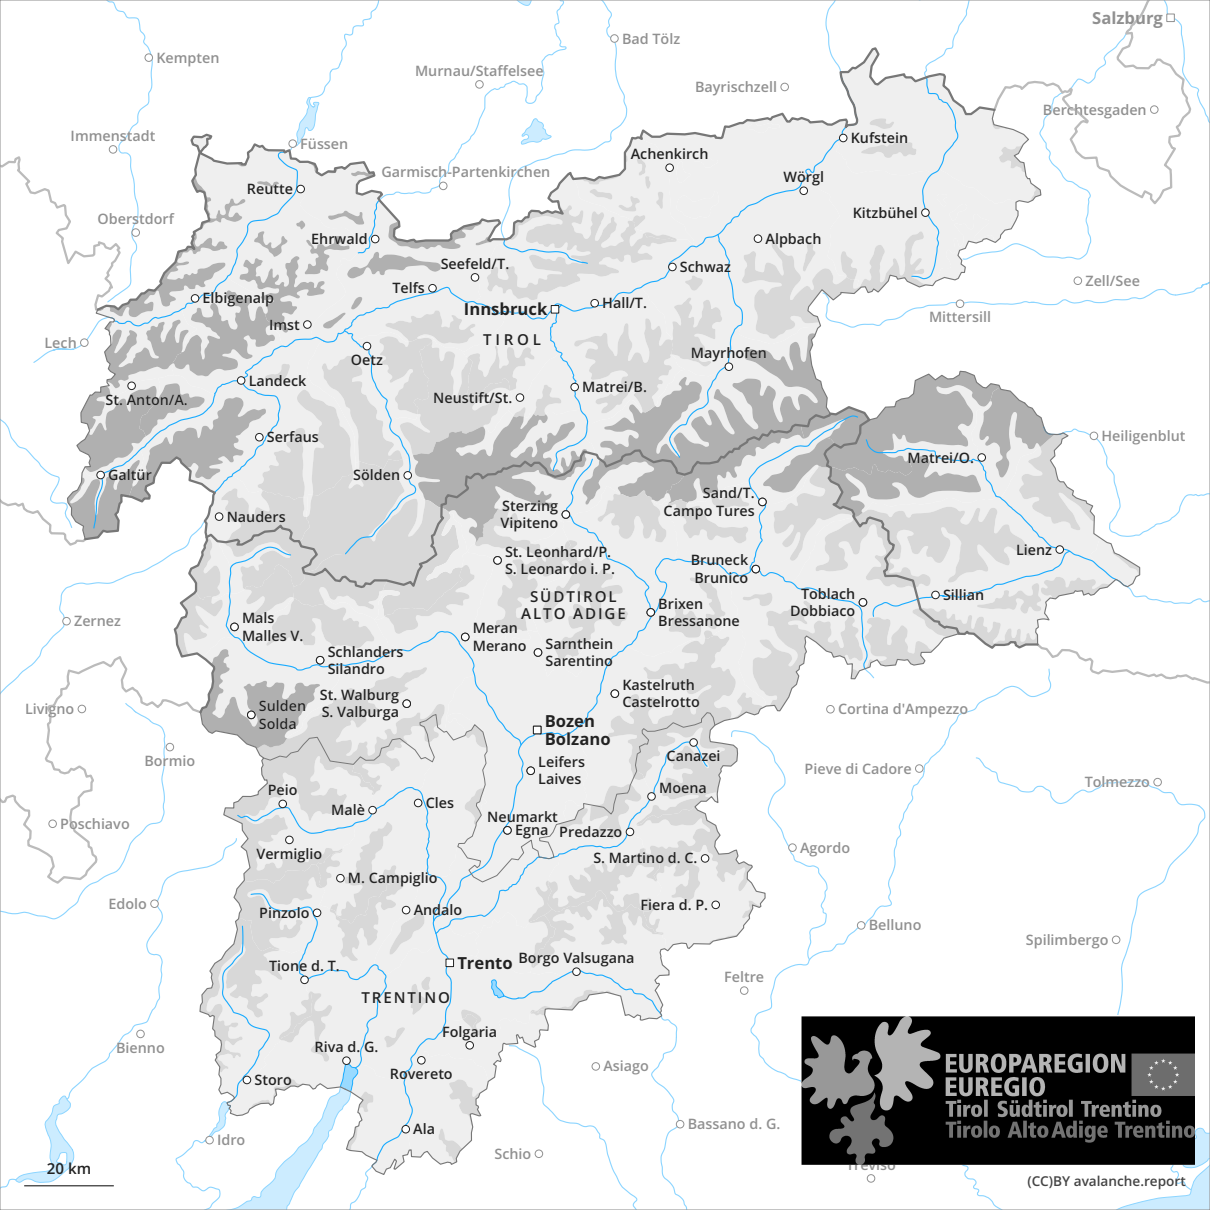 Salzburg
Bad Tölz
Kempten
Murnau/Staffelsee
Bayrischzell
Berchtesgaden
Immenstadt
Füssen
Kufstein
Achenkirch
Garmisch-Partenkirchen
Wörgl
Reutte
Oberstdorf
Kitzbühel
Ehrwald
Alpbach
Seefeld/T.
Schwaz
Zell/See
Telfs
Elbigenalp
Hall/T.
Innsbruck
Mittersill
Imst
TIROL
Lech
Mayrhofen
Oetz
Landeck
Matrei/B.
St. Anton/A.
Neustift/St.
Serfaus
Heiligenblut
Matrei/O.
Galtür
Sölden
Sand/T.
Campo Tures
Sterzing
Vipiteno
Nauders
Lienz
St. Leonhard/P.
S. Leonardo i. P.
Bruneck
Brunico
SÜDTIROL
ALTO ADIGE
Toblach
Dobbiaco
Sillian
Brixen
Bressanone
Zernez
Mals
Malles V.
Meran
Merano
Sarnthein
Sarentino
Schlanders
Silandro
Kastelruth
Castelrotto
St. Walburg
S. Valburga
Sulden
Solda
Livigno
Cortina d'Ampezzo
Bozen
Bolzano
Bormio
Canazei
Leifers
Laives
Pieve di Cadore
Tolmezzo
Peio
Moena
Malè
Cles
Neumarkt
Egna
Predazzo
Poschiavo
Vermiglio
Agordo
S. Martino d. C.
M. Campiglio
Edolo
Pinzolo
Andalo
Fiera d. P.
Belluno
Spilimbergo
Borgo Valsugana
Trento
Tione d. T.
Feltre
TRENTINO
Folgaria
Bienno
Riva d. G.
Rovereto
Asiago
Storo
EUROPAREGION
EUREGIO
Tirol Südtirol Trentino
Tirolo Alto Adige Trentino
Ala
Bassano d. G.
Idro
Schio
Treviso
20 km
(CC)BY avalanche.report